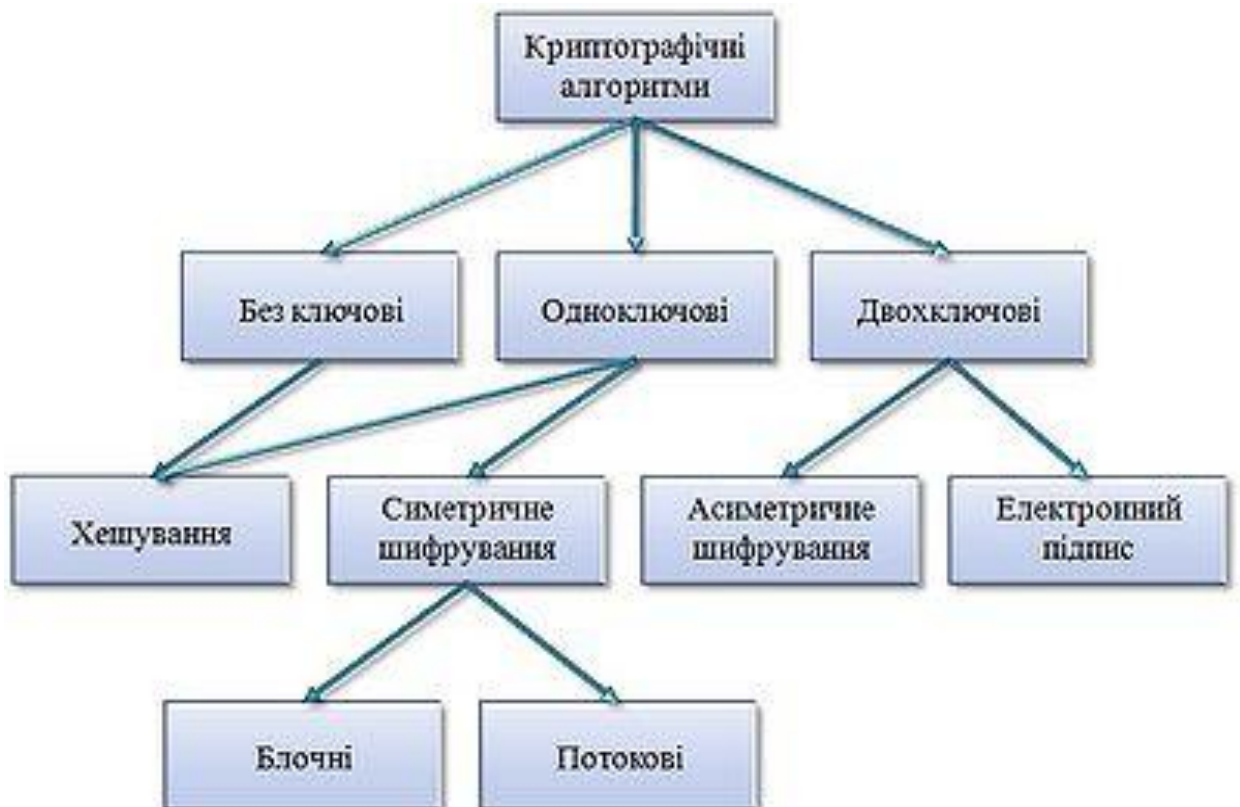 Криптографічні
алгоритми
Без ключові
Одноключові
Двохключові
Хешування
Симетричне
шифрування
Асиметричне
шифрування
Електронний
підпис
Блочні
Потокові